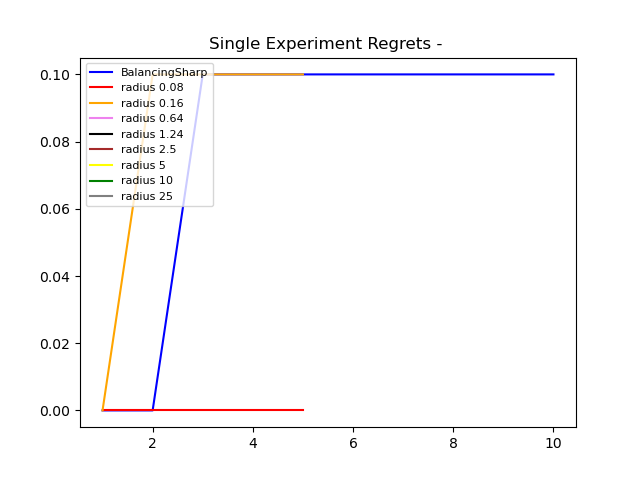 Single Experiment Regrets -
BalancingSharp
radius 0.08
radius 0.16
radius 0.64
radius 1.24
radius 2.5
radius 5
radius 10
radius 25
0.10
0.08
0.06
0.04
0.02
0.00
2 4 6 8 10